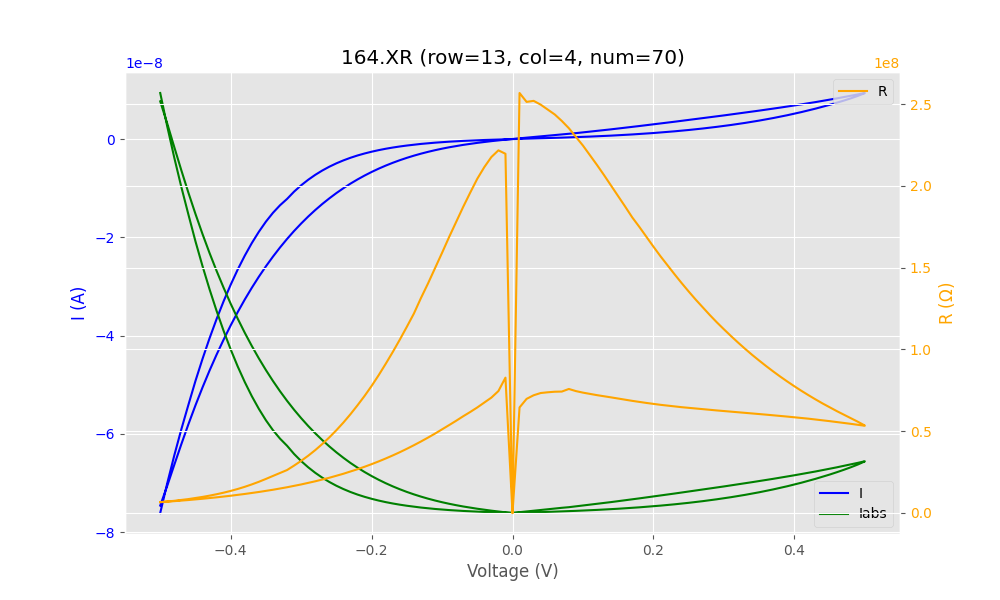 164.XR (row=13, col=4, num=70)
1e−8
1e8
R
0
−2
−4
−6
−8
I (A)
2.5
2.0
1.5
1.0
0.5
0.0
R (Ω)
I
Iabs
−0.4
−0.2
0.0
0.2
0.4
Voltage (V)